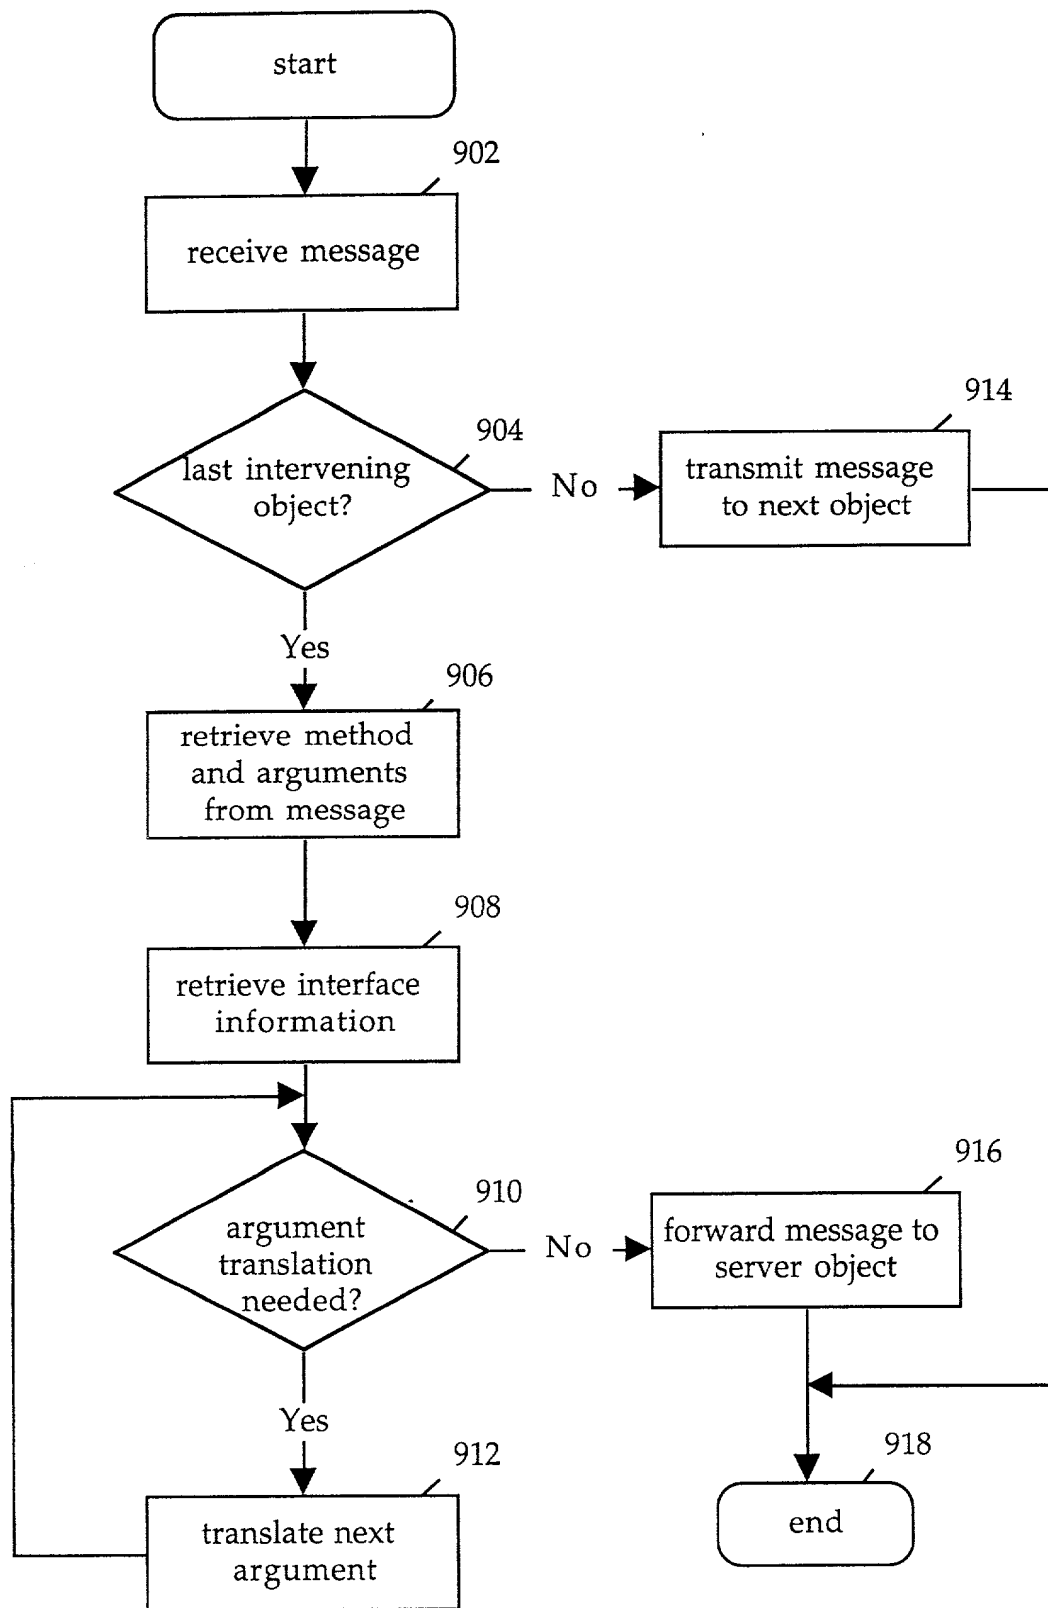 start
902
receive message
914
904
last intervening
object?
No
transmit message
to next object
Yes
906
retrieve method
and arguments
from message
908
retrieve interface
information
916
910
argument
translation
needed?
No
forward message to
server object
Yes
912
918
translate next
argument
end